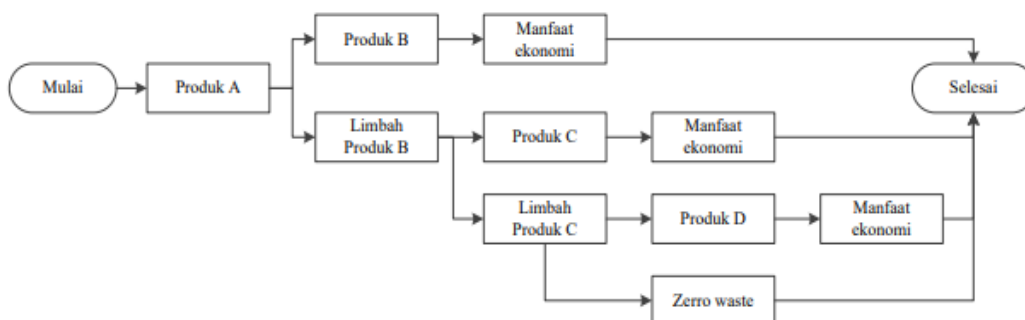 Mulai
Produk A
Produk B
Manfaat
ekonomi
Selesai
Limbah
Produk B
Produk C
Manfaat
ekonomi
Limbah
Produk C
Produk D
Manfaat
ekonomi
Zerro waste